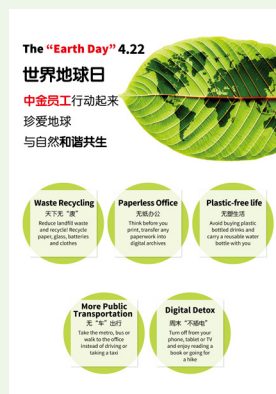 The “Earth Day” 4.22
世界地球日
中金员工行动起来
珍爱地球
与自然和谐共生
Waste Recycling
天下无“废”
Reduce landfill waste
and recycle! Recycle
paper, glass, batteries
and clothes
Paperless Office
无纸办公
Think before you
print, transfer any
paperwork into
digital archives
Plastic-free life
无塑生活
Avoid buying plastic
bottled drinks and
carry a reusable water
bottle with you
More Public
Transportation
无“车”出行
Take the metro, bus or
walk to the office
instead of driving or
taking a taxi
Digital Detox
周末“不插电”
Turn off from your
phone, tablet or TV
and enjoy reading a
book or going for
a hike